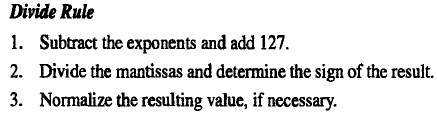 Divide Rule
1. Subtract the exponents and add 127.
2. Divide the mantissas and determine the sign of the result.
3. Normalize the resulting value, if necessary.